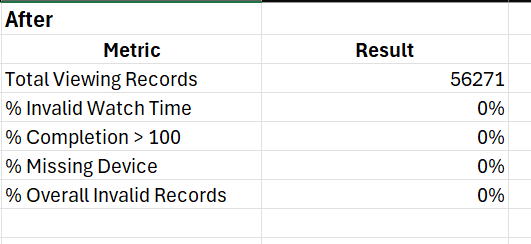 After
Metric Result
Total Viewing Records 56271
% Invalid Watch Time 0%
% Completion > 100 0%
% Missing Device 0%
% Overall Invalid Records 0%